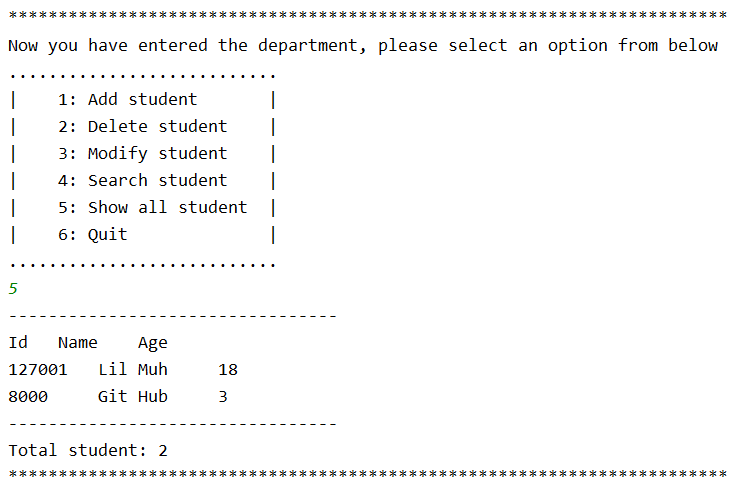 ************************************************************************
Now you have entered the department, please select an option from below
...........................
|    1: Add student       |
|    2: Delete student    |
|    3: Modify student    |
|    4: Search student    |
|    5: Show all student  |
|    6: Quit              |
...........................
5
---------------------------------
Id   Name    Age
127001   Lil Muh     18
8000     Git Hub     3
---------------------------------
Total student: 2
************************************************************************